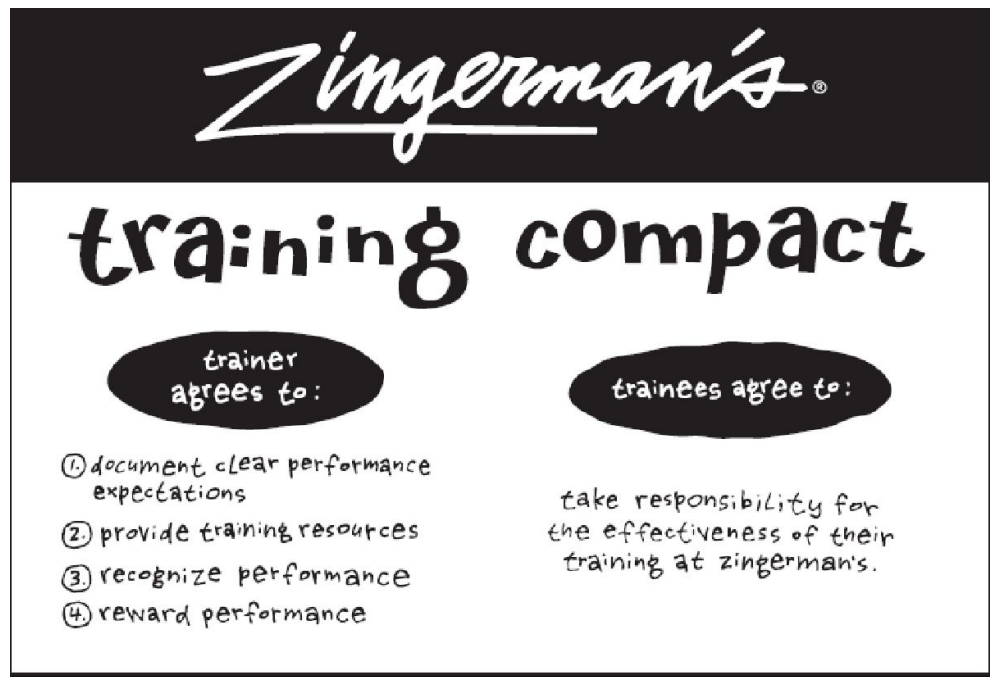 Zingerman's®
training compact
trainer
agrees to:
1. document clear performance
expectations
2. provide training resources
3. recognize performance
4. reward performance
trainees agree to:
take responsibility for
the effectiveness of their
training at zingerman's.